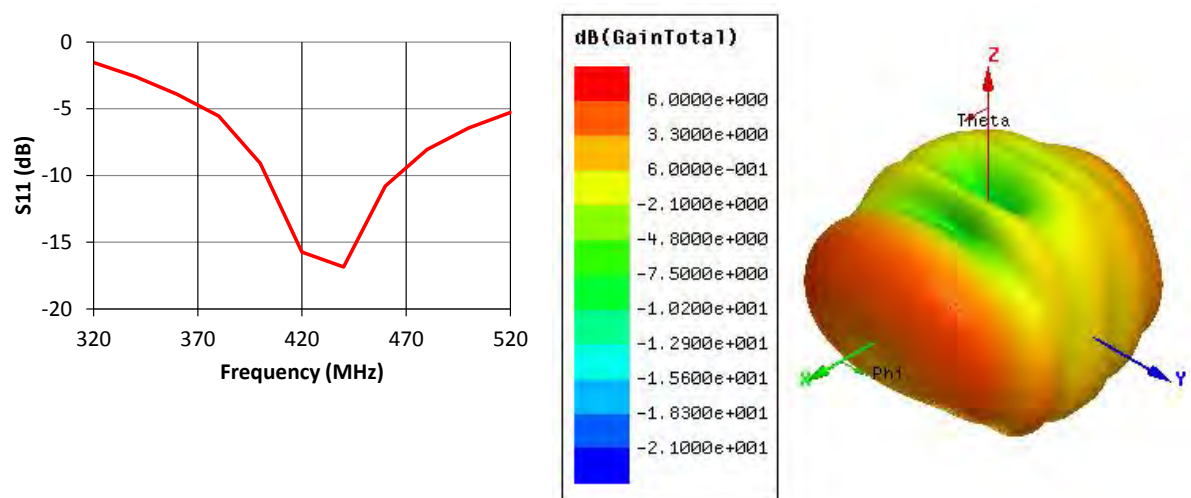 0
-5
-10
-15
-20
S11 (dB)
320 370 420 470 520
Frequency (MHz)
dB(GainTotal)
6.0000e+000
3.3000e+000
6.0000e-001
-2.1000e+000
-4.8000e+000
-7.5000e+000
-1.0200e+001
-1.2900e+001
-1.5600e+001
-1.8300e+001
-2.1000e+001
Z
Theta
X
Phi
Y